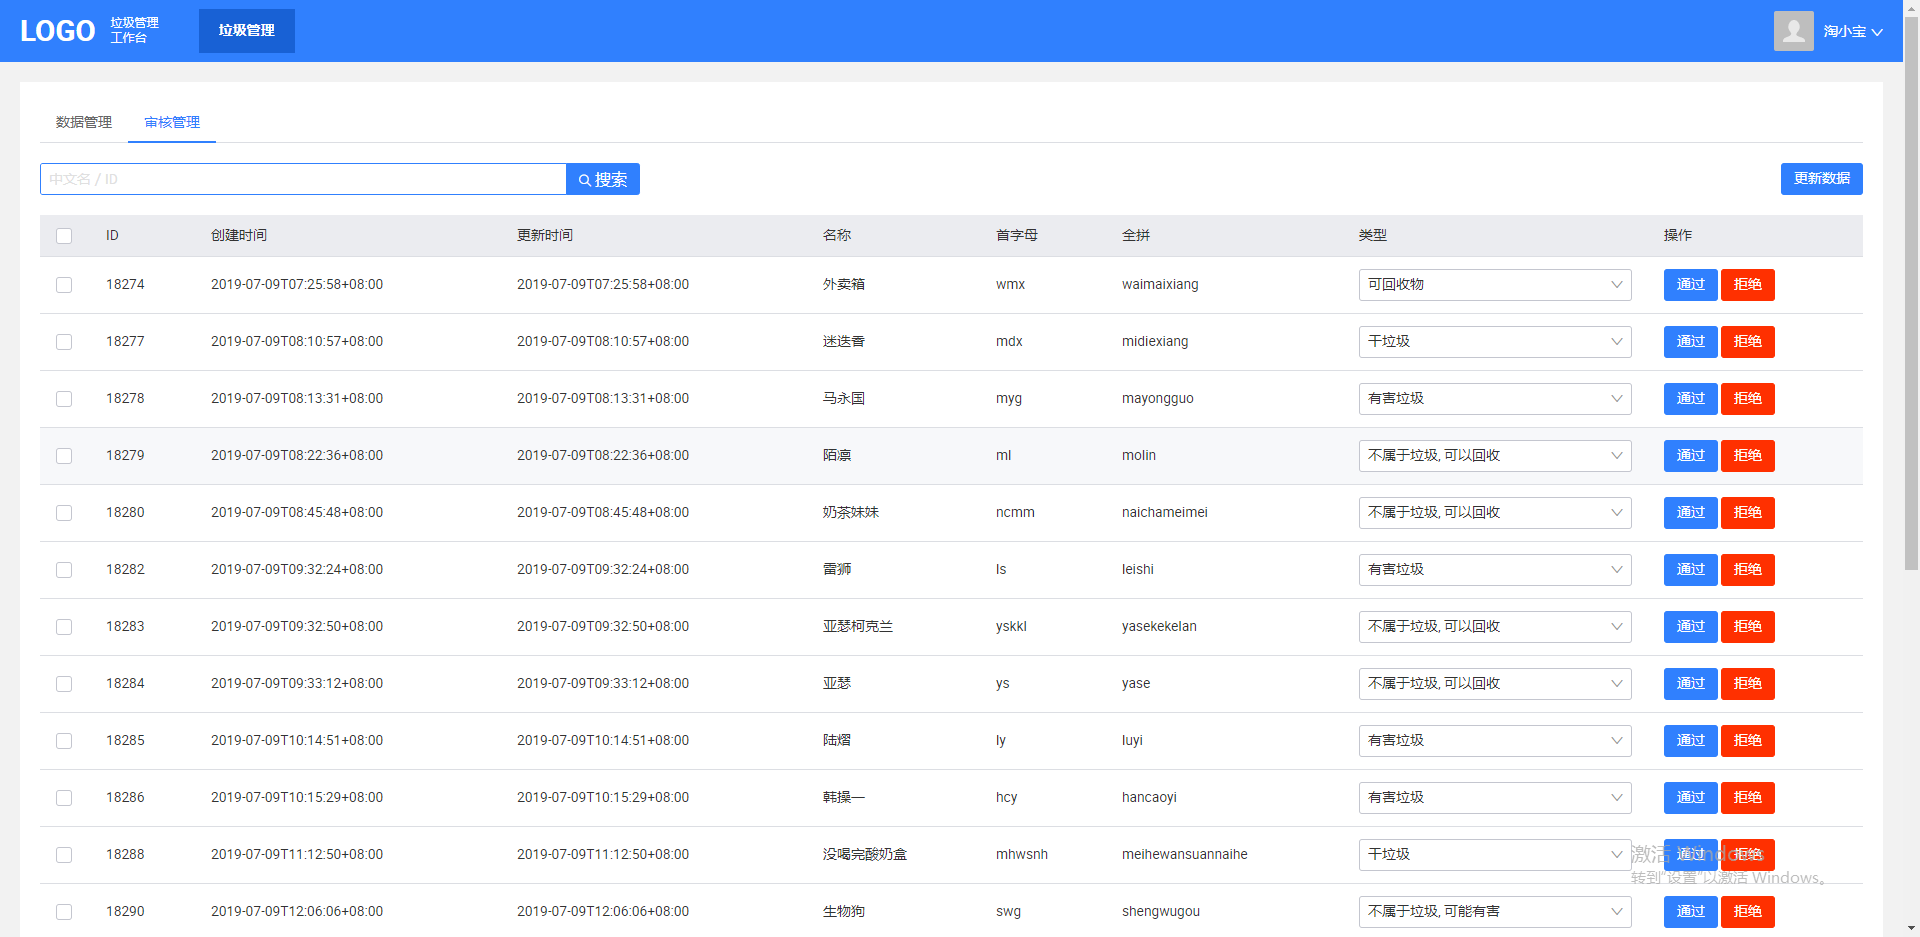 LOGO 垃圾管理 工作台 垃圾管理 淘小宝
数据管理 审核管理
中文名 / ID 搜索 更新数据
ID 创建时间 更新时间 名称 首字母 全拼 类型 操作
18274 2019-07-09T07:25:58+08:00 2019-07-09T07:25:58+08:00 外卖箱 wmx waimaixiang 可回收物 通过 拒绝
18277 2019-07-09T08:10:57+08:00 2019-07-09T08:10:57+08:00 迷迭香 mdx midiexiang 干垃圾 通过 拒绝
18278 2019-07-09T08:13:31+08:00 2019-07-09T08:13:31+08:00 马永国 myg mayongguo 有害垃圾 通过 拒绝
18279 2019-07-09T08:22:36+08:00 2019-07-09T08:22:36+08:00 陌凛 ml molin 不属于垃圾, 可以回收 通过 拒绝
18280 2019-07-09T08:45:48+08:00 2019-07-09T08:45:48+08:00 奶茶妹妹 ncmm naichameimei 不属于垃圾, 可以回收 通过 拒绝
18282 2019-07-09T09:32:24+08:00 2019-07-09T09:32:24+08:00 雷狮 ls leishi 有害垃圾 通过 拒绝
18283 2019-07-09T09:32:50+08:00 2019-07-09T09:32:50+08:00 亚瑟柯克兰 yskkl yasekekelan 不属于垃圾, 可以回收 通过 拒绝
18284 2019-07-09T09:33:12+08:00 2019-07-09T09:33:12+08:00 亚瑟 ys yase 不属于垃圾, 可以回收 通过 拒绝
18285 2019-07-09T10:14:51+08:00 2019-07-09T10:14:51+08:00 陆熠 ly luyi 有害垃圾 通过 拒绝
18286 2019-07-09T10:15:29+08:00 2019-07-09T10:15:29+08:00 韩操一 hcy hancaoyi 有害垃圾 通过 拒绝
18288 2019-07-09T11:12:50+08:00 2019-07-09T11:12:50+08:00 没喝完酸奶盒 mhwsnh meihewansuannaihe 干垃圾 通过 拒绝
激活 Windows
转到“设置”以激活 Windows。
18290 2019-07-09T12:06:06+08:00 2019-07-09T12:06:06+08:00 生物狗 swg shengwugou 不属于垃圾, 可能有害 通过 拒绝